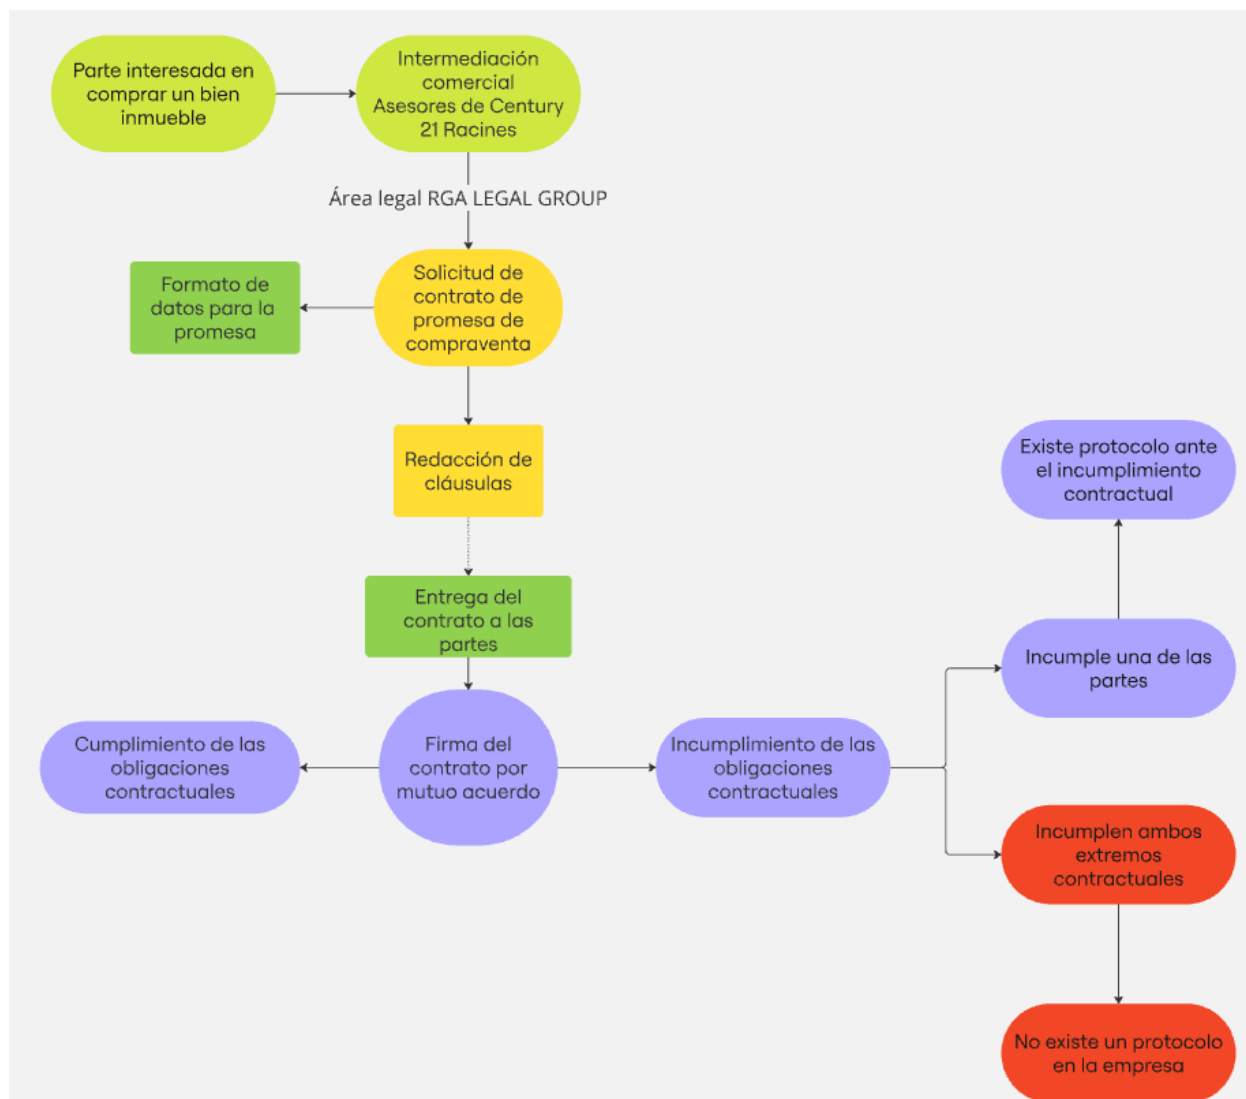 Parte interesada en
comprar un bien
inmueble
Intermediación
comercial
Asesores de Century
21 Racines
Área legal RGA LEGAL GROUP
Solicitud de
contrato de
promesa de
compraventa
Formato de
datos para la
promesa
Redacción de
cláusulas
Entrega del
contrato a las
partes
Firma del
contrato por
mutuo acuerdo
Cumplimiento de las
obligaciones
contractuales
Incumplimiento de las
obligaciones
contractuales
Existe protocolo ante
el incumplimiento
contractual
Incumple una de las
partes
Incumplen ambos
extremos
contractuales
No existe un protocolo
en la empresa